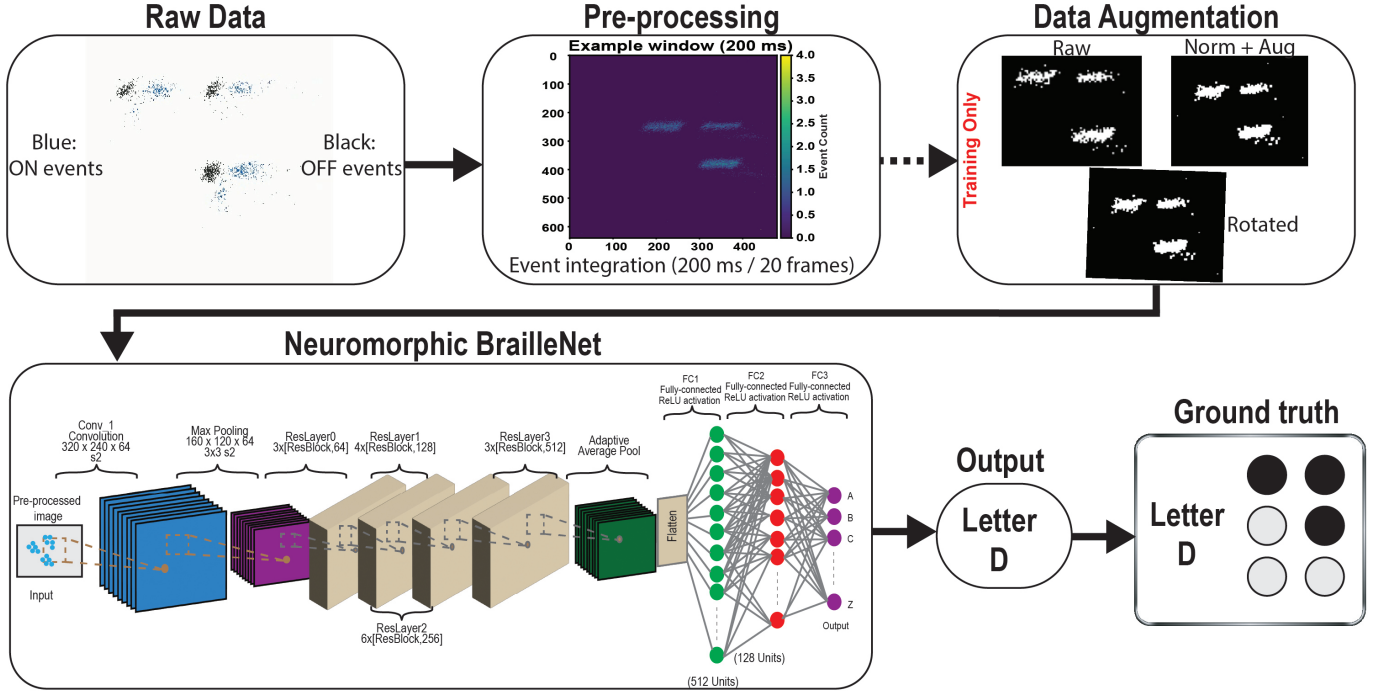 Raw Data
Blue:
ON events
Black:
OFF events
Pre-processing
Example window (200 ms)
0
100
200
300
400
500
600
0
100
200
300
400
4.0
3.5
3.0
2.5
2.0
1.5
1.0
0.5
0.0
Event Count
Event integration (200 ms / 20 frames)
Data Augmentation
Raw
Norm + Aug
Training Only
Rotated
Neuromorphic BrailleNet
Pre-processed
image
Input
Conv_1
Convolution
320 x 240 x 64
s2
Max Pooling
160 x 120 x 64
3x3 s2
ResLayer0
3x[ResBlock,64]
ResLayer1
4x[ResBlock,128]
ResLayer2
6x[ResBlock,256]
ResLayer3
3x[ResBlock,512]
Adaptive
Average Pool
Flatten
FC1
Fully-connected
ReLU activation
FC2
Fully-connected
ReLU activation
FC3
Fully-connected
ReLU activation
(512 Units)
(128 Units)
A
B
C
Z
Output
Output
Letter
D
Ground truth
Letter
D